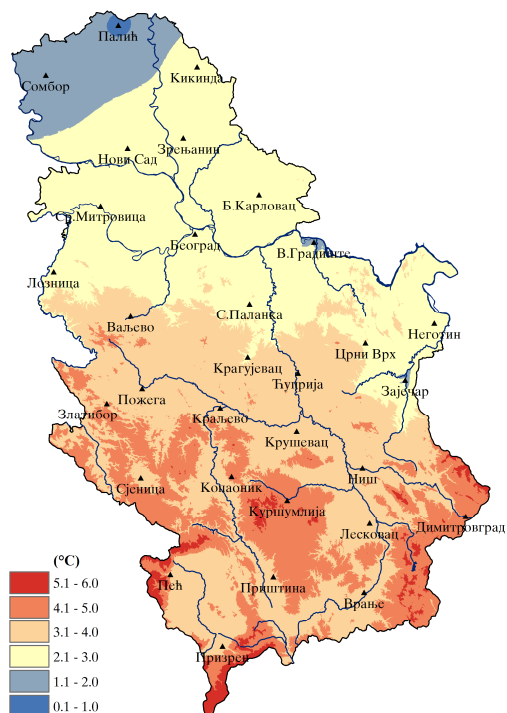 Палић
Кикинда
Сомбор
Зрењанин
Нови Сад
Б.Карловац
Ср.Митровица
Београд
В.Градиште
Лозница
С.Паланка
Ваљево
Неготин
Црни Врх
Крагујевац
Ћуприја
Зајечар
Пожега
Златибор
Краљево
Крушевац
Ниш
Сјеница
Копаоник
Куршумлија
Димитровград
Лесковац
Пећ
Приштина
Врање
Призрен
(°C)
5.1 - 6.0
4.1 - 5.0
3.1 - 4.0
2.1 - 3.0
1.1 - 2.0
0.1 - 1.0